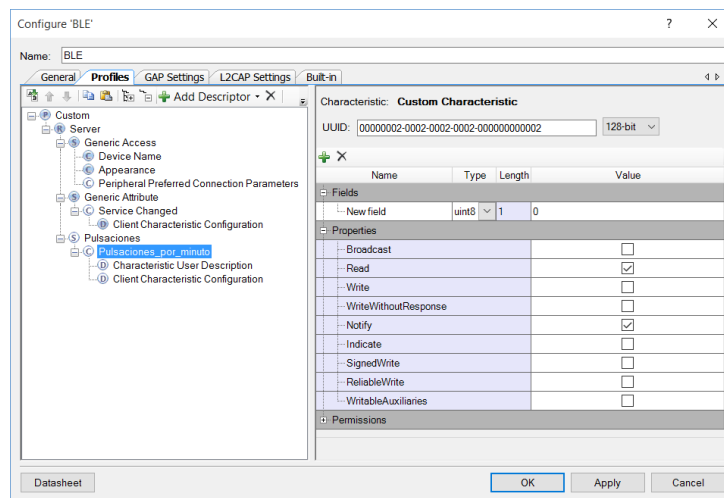 Configure 'BLE'
? X
Name: BLE
General Profiles GAP Settings L2CAP Settings Built-in
Add Descriptor
Custom
Server
Generic Access
Device Name
Appearance
Peripheral Preferred Connection Parameters
Generic Attribute
Service Changed
Client Characteristic Configuration
Pulsaciones
Pulsaciones_por_minuto
Characteristic User Description
Client Characteristic Configuration
Characteristic: Custom Characteristic
UUID: 00000002-0002-0002-0002-000000000002 128-bit
Name Type Length Value
Fields
New field uint8 1 0
Properties
Broadcast
Read
Write
WriteWithoutResponse
Notify
Indicate
SignedWrite
ReliableWrite
WritableAuxiliaries
Permissions
Datasheet OK Apply Cancel